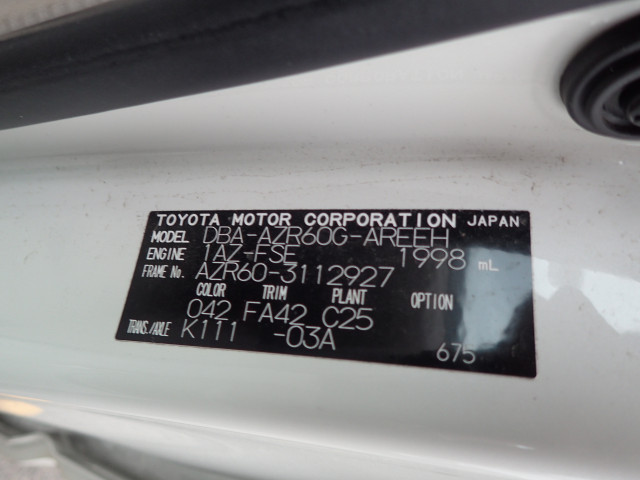 TOYOTA MOTOR CORPORATION JAPAN
MODEL DBA-AZR60G-AREEH
ENGINE 1AZ-FSE 1998 mL
FRAME No. AZR60-3112927
COLOR TRIM PLANT OPTION
042 FA42 C25
TRANS./AXLE K111 -03A
675